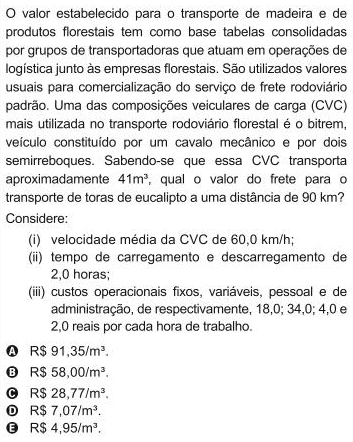 O valor estabelecido para o transporte de madeira e de
produtos florestais tem como base tabelas consolidadas
por grupos de transportadoras que atuam em operações de
logística junto às empresas florestais. São utilizados valores
usuais para comercialização do serviço de frete rodoviário
padrão. Uma das composições veiculares de carga (CVC)
mais utilizada no transporte rodoviário florestal é o bitrem,
veículo constituído por um cavalo mecânico e por dois
semirreboques. Sabendo-se que essa CVC transporta
aproximadamente 41m³, qual o valor do frete para o
transporte de toras de eucalipto a uma distância de 90 km?
Considere:
(i) velocidade média da CVC de 60,0 km/h;
(ii) tempo de carregamento e descarregamento de
2,0 horas;
(iii) custos operacionais fixos, variáveis, pessoal e de
administração, de respectivamente, 18,0; 34,0; 4,0 e
2,0 reais por cada hora de trabalho.
A R$ 91,35/m³.
B R$ 58,00/m³.
C R$ 28,77/m³.
D R$ 7,07/m³.
E R$ 4,95/m³.